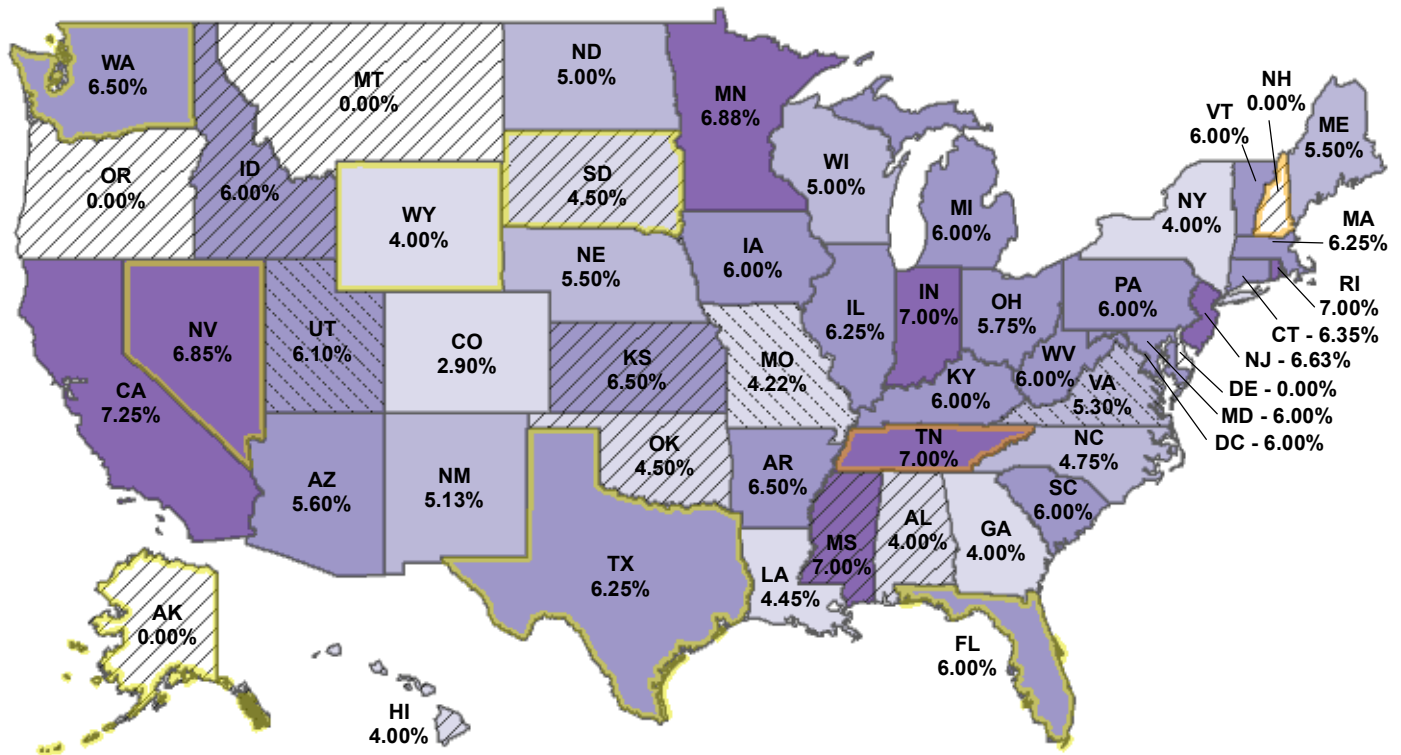 WA
6.50%
MT
0.00%
ND
5.00%
MN
6.88%
NH
0.00%
VT
6.00%
ME
5.50%
OR
0.00%
ID
6.00%
SD
4.50%
WI
5.00%
WY
4.00%
MI
6.00%
NY
4.00%
MA
6.25%
NE
5.50%
IA
6.00%
PA
6.00%
RI
7.00%
NV
6.85%
UT
6.10%
CO
2.90%
IL
6.25%
IN
7.00%
OH
5.75%
CT - 6.35%
NJ - 6.63%
DE - 0.00%
MD - 6.00%
DC - 6.00%
CA
7.25%
KS
6.50%
MO
4.22%
KY
6.00%
WV
6.00%
VA
5.30%
AZ
5.60%
NM
5.13%
OK
4.50%
AR
6.50%
TN
7.00%
NC
4.75%
SC
6.00%
TX
6.25%
LA
4.45%
MS
7.00%
AL
4.00%
GA
4.00%
AK
0.00%
HI
4.00%
FL
6.00%